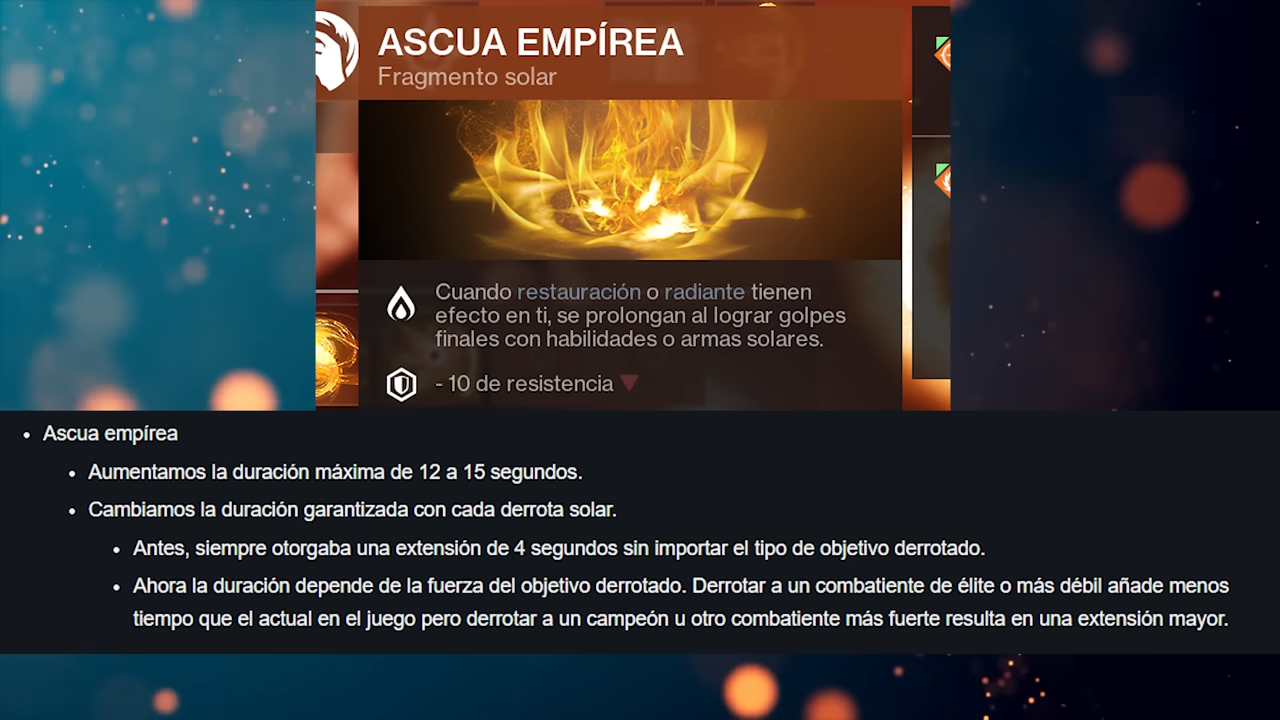 ASCUA EMPÍREA
Fragmento solar
Cuando restauración o radiante tienen
efecto en ti, se prolongan al lograr golpes
finales con habilidades o armas solares.
- 10 de resistencia
• Ascua empírea
• Aumentamos la duración máxima de 12 a 15 segundos.
• Cambiamos la duración garantizada con cada derrota solar.
• Antes, siempre otorgaba una extensión de 4 segundos sin importar el tipo de objetivo derrotado.
• Ahora la duración depende de la fuerza del objetivo derrotado. Derrotar a un combatiente de élite o más débil añade menos
tiempo que el actual en el juego pero derrotar a un campeón u otro combatiente más fuerte resulta en una extensión mayor.